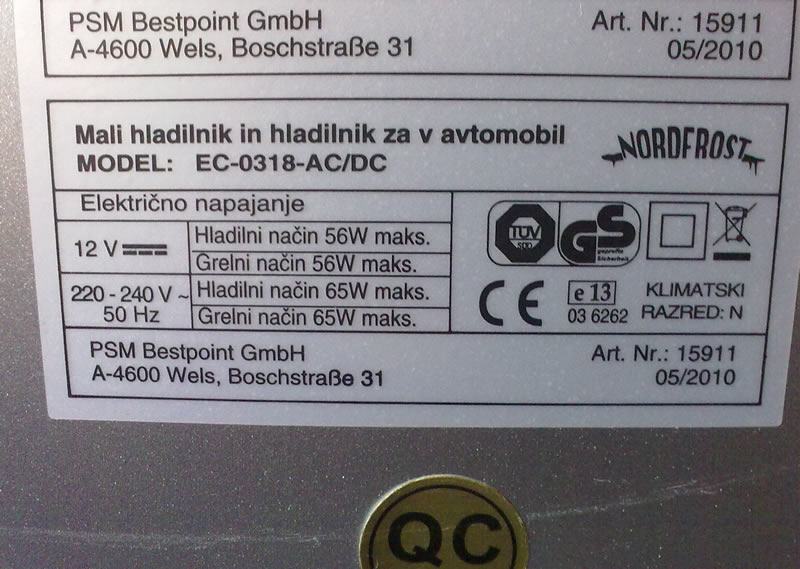 PSM Bestpoint GmbH
A-4600 Wels, Boschstraße 31
Art. Nr.: 15911
05/2010
Mali hladilnik in hladilnik za v avtomobil
MODEL: EC-0318-AC/DC
NORDFROST
Električno napajanje
12 V
Hladilni način 56W maks.
Grelni način 56W maks.
220 - 240 V ~
50 Hz
Hladilni način 65W maks.
Grelni način 65W maks.
TÜV
SÜD
GS
geprüfte
Sicherheit
CE
e 13
03 6262
KLIMATSKI
RAZRED: N
PSM Bestpoint GmbH
A-4600 Wels, Boschstraße 31
Art. Nr.: 15911
05/2010
QC